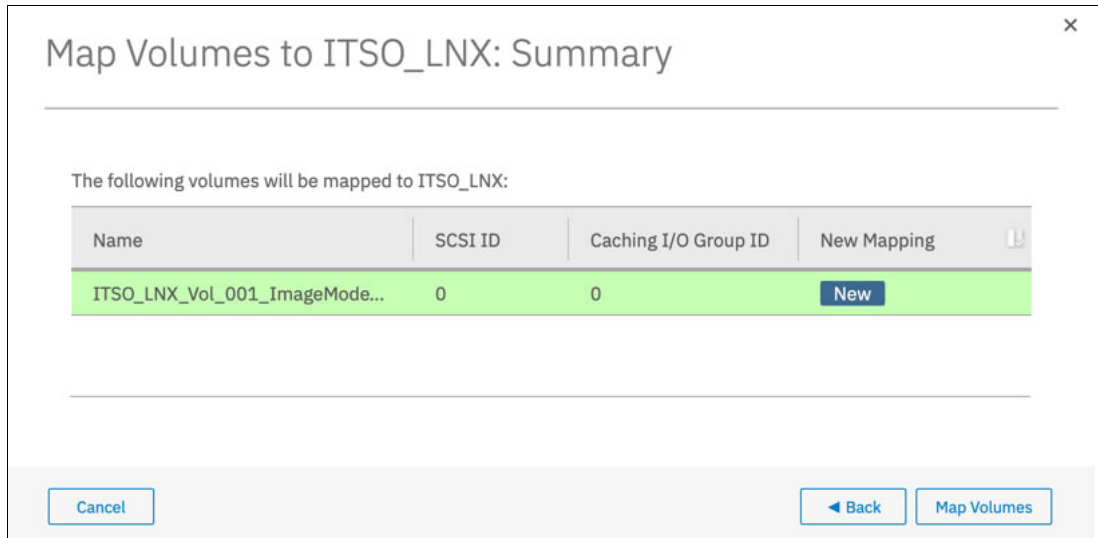 ×
Map Volumes to ITSO_LNX: Summary
The following volumes will be mapped to ITSO_LNX:
Name SCSI ID Caching I/O Group ID New Mapping
ITSO_LNX_Vol_001_ImageMode... 0 0 New
Cancel ◄ Back Map Volumes